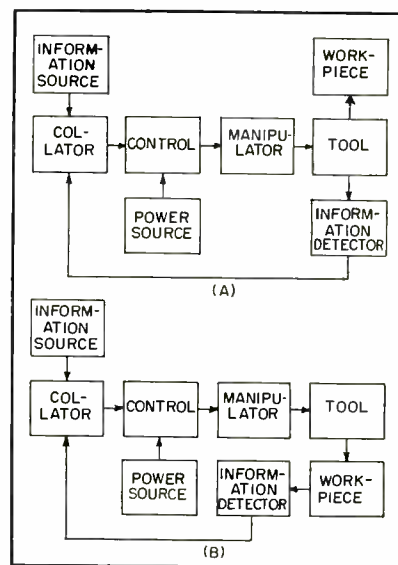 INFORM-
ATION
SOURCE
WORK-
PIECE
COL-
LATOR
CONTROL
MANIPU-
LATOR
TOOL
POWER
SOURCE
INFORM-
ATION
DETECTOR
(A)
INFORM-
ATION
SOURCE
COL-
LATOR
CONTROL
MANIPU-
LATOR
TOOL
POWER
SOURCE
INFORM-
ATION
DETECTOR
WORK-
PIECE
(B)